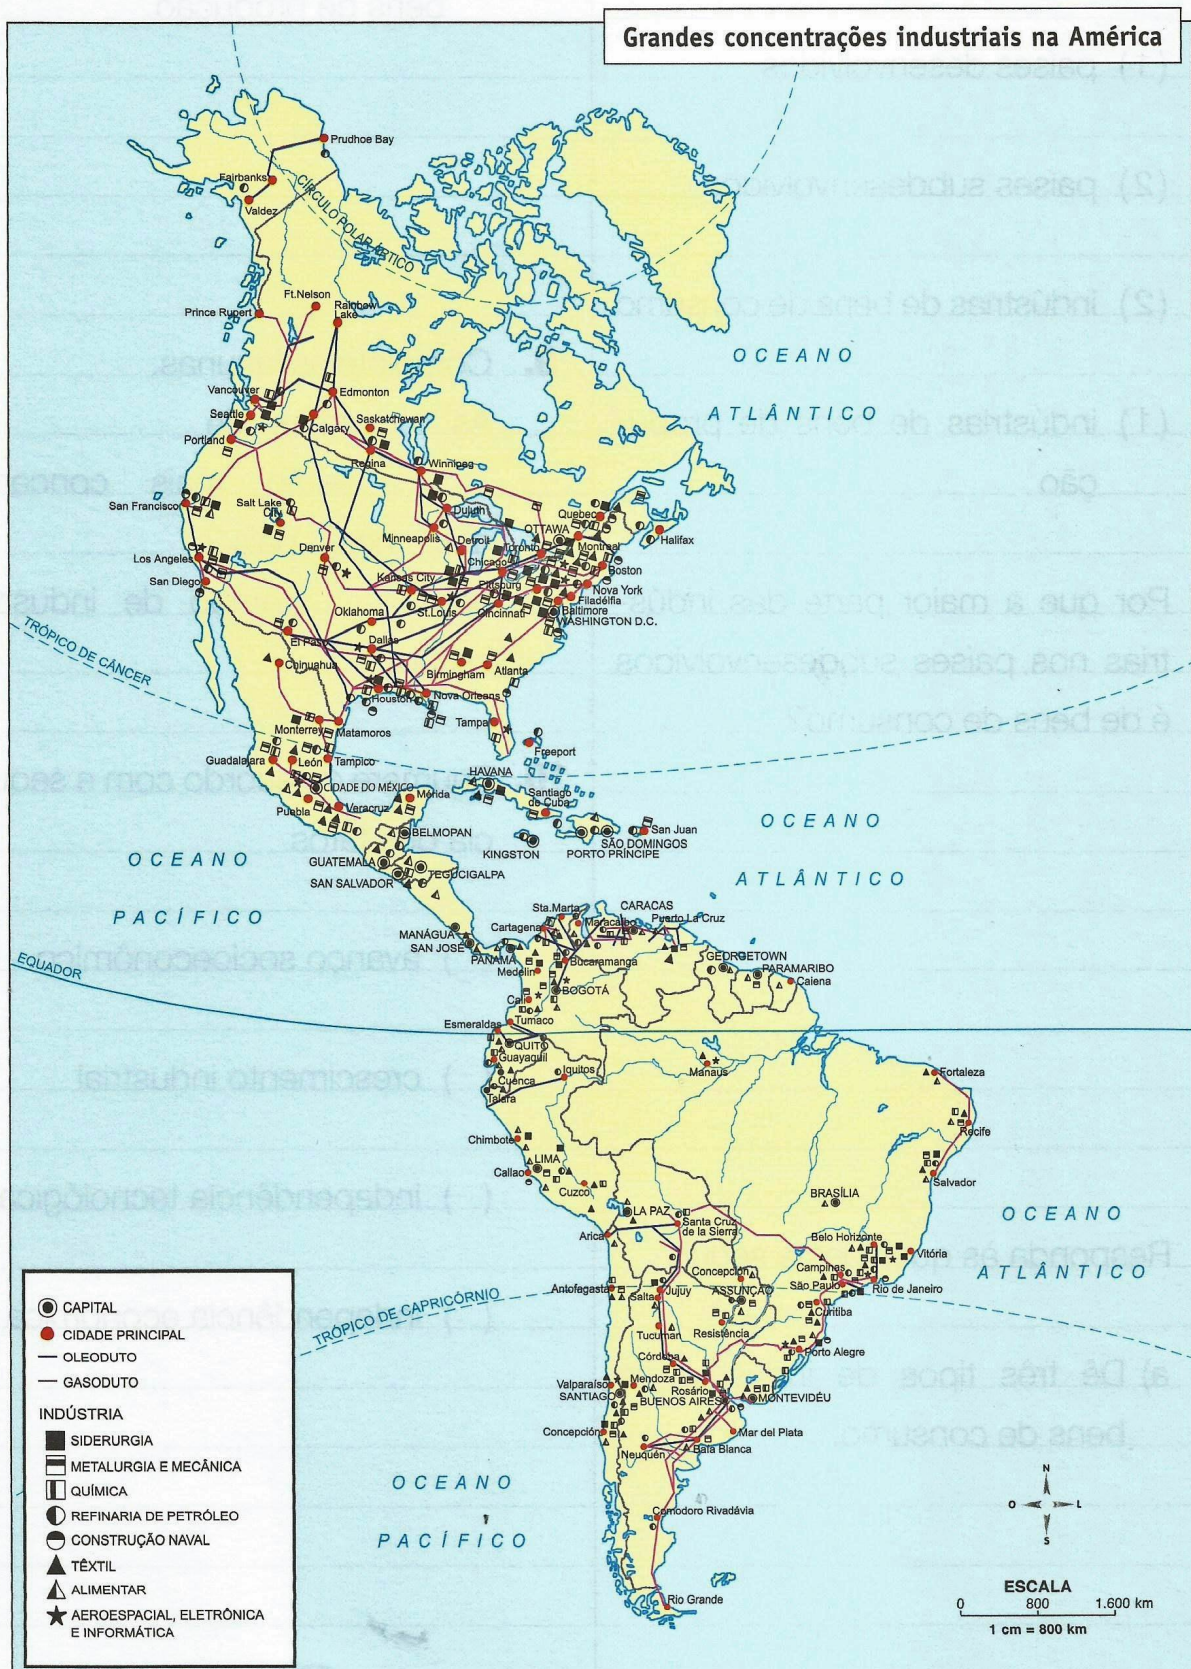 Grandes concentrações industriais na América
Prudhoe Bay
Fairbanks
Valdez
CÍRCULO POLAR ÁRTICO
Ft.Nelson
Rainbow
Lake
Prince Rupert
OCEANO
ATLÂNTICO
Vancouver
Edmonton
Seattle
Calgary
Saskatchewan
Portland
Regina
Winnipeg
San Francisco
Salt Lake
City
Duluth
Quebec
OTTAWA
Halifax
Minneapolis
Detroit
Toronto
Montreal
Los Angeles
Denver
Chicago
Boston
San Diego
Kansas City
Pittsburg
Nova York
St.Louis
Cincinnati
Filadélfia
Baltimore
Oklahoma
WASHINGTON D.C.
TRÓPICO DE CÂNCER
El Paso
Dallas
Chinuahua
Birmingham
Atlanta
Houston
Nova Orleans
Monterrey
Matamoros
Tampa
Freeport
Guadalajara
León
Tampico
HAVANA
CIDADE DO MÉXICO
Mérida
Santiago
de Cuba
Puebla
Veracruz
San Juan
OCEANO
ATLÂNTICO
BELMOPAN
KINGSTON
PORTO PRÍNCIPE
SÃO DOMINGOS
OCEANO
PACÍFICO
GUATEMALA
TEGUCIGALPA
SAN SALVADOR
MANÁGUA
SAN JOSÉ
PANAMÁ
Sta.Marta
CARACAS
Cartagena
Maracaibo
Puerto La Cruz
EQUADOR
Medelin
Bucaramanga
GEORGETOWN
PARAMARIBO
Caiena
BOGOTÁ
Cali
Tumaco
Esmeraldas
QUITO
Guayaquil
Iquitos
Manaus
Fortaleza
Cuenca
Talara
Recife
Chimbote
LIMA
Callao
Cuzco
Salvador
BRASÍLIA
LA PAZ
Santa Cruz
de la Sierra
Arica
OCEANO
ATLÂNTICO
Belo Horizonte
Vitória
Concepción
Campinas
São Paulo
Rio de Janeiro
Antofagasta
Jujuy
ASSUNÇÃO
TRÓPICO DE CAPRICÓRNIO
Salta
Curitiba
Tucuman
Resistência
Porto Alegre
Córdoba
Valparaíso
Mendoza
Rosário
SANTIAGO
BUENOS AIRES
MONTEVIDÉU
Concepción
Mar del Plata
Neuquén
Baía Blanca
OCEANO
PACÍFICO
Comodoro Rivadávia
Rio Grande
CAPITAL
CIDADE PRINCIPAL
OLEODUTO
GASODUTO
INDÚSTRIA
SIDERURGIA
METALURGIA E MECÂNICA
QUÍMICA
REFINARIA DE PETRÓLEO
CONSTRUÇÃO NAVAL
TÊXTIL
ALIMENTAR
AEROESPACIAL, ELETRÔNICA
E INFORMÁTICA
N
O
L
S
ESCALA
0 800 1.600 km
1 cm = 800 km